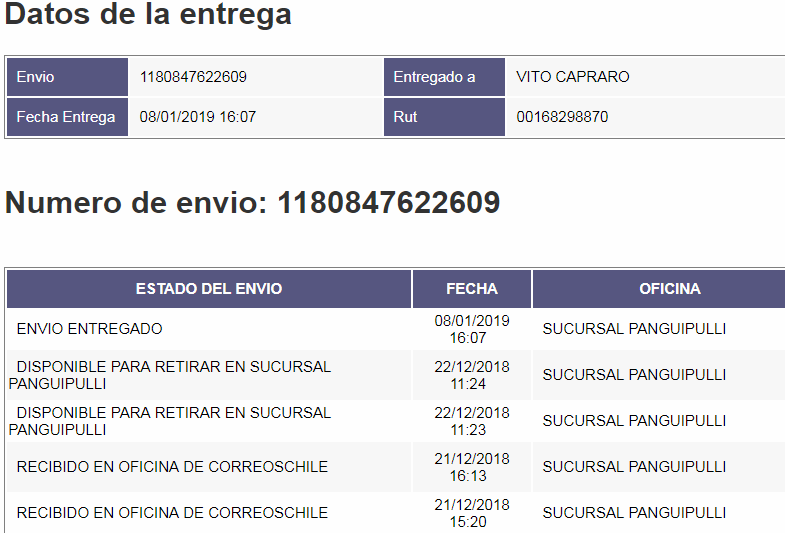 Datos de la entrega
Envio 1180847622609 Entregado a VITO CAPRARO
Fecha Entrega 08/01/2019 16:07 Rut 00168298870
Numero de envio: 1180847622609
ESTADO DEL ENVIO FECHA OFICINA
ENVIO ENTREGADO 08/01/2019 16:07 SUCURSAL PANGUIPULLI
DISPONIBLE PARA RETIRAR EN SUCURSAL PANGUIPULLI 22/12/2018 11:24 SUCURSAL PANGUIPULLI
DISPONIBLE PARA RETIRAR EN SUCURSAL PANGUIPULLI 22/12/2018 11:23 SUCURSAL PANGUIPULLI
RECIBIDO EN OFICINA DE CORREOSCHILE 21/12/2018 16:13 SUCURSAL PANGUIPULLI
RECIBIDO EN OFICINA DE CORREOSCHILE 21/12/2018 15:20 SUCURSAL PANGUIPULLI